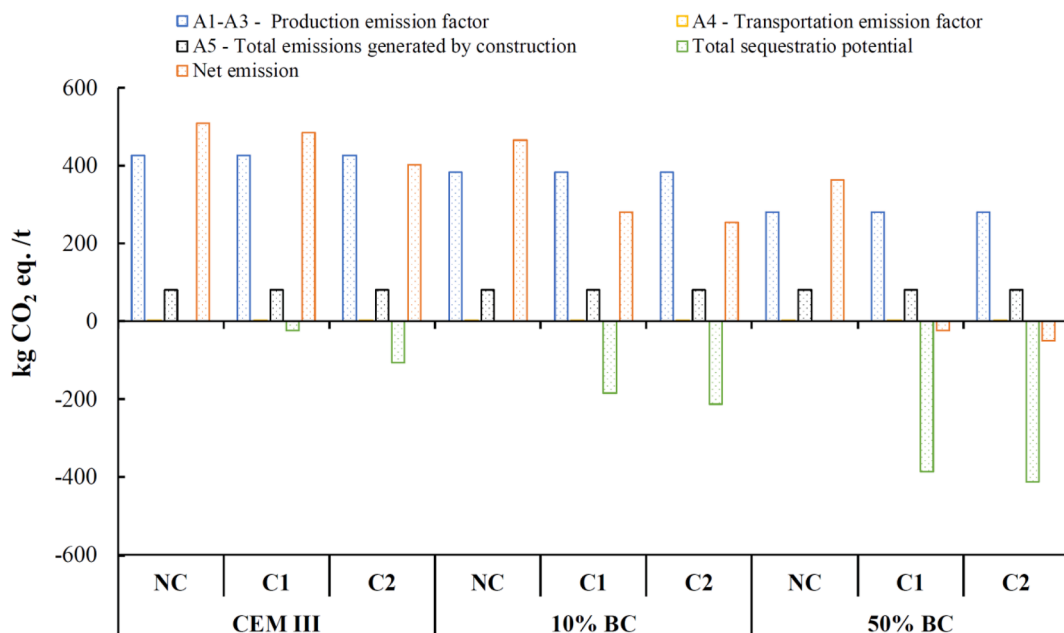 A1-A3 - Production emission factor
A4 - Transportation emission factor
A5 - Total emissions generated by construction
Total sequestratio potential
Net emission
kg CO₂ eq. /t
600
400
200
0
-200
-400
-600
NC C1 C2 NC C1 C2 NC C1 C2
CEM III 10% BC 50% BC